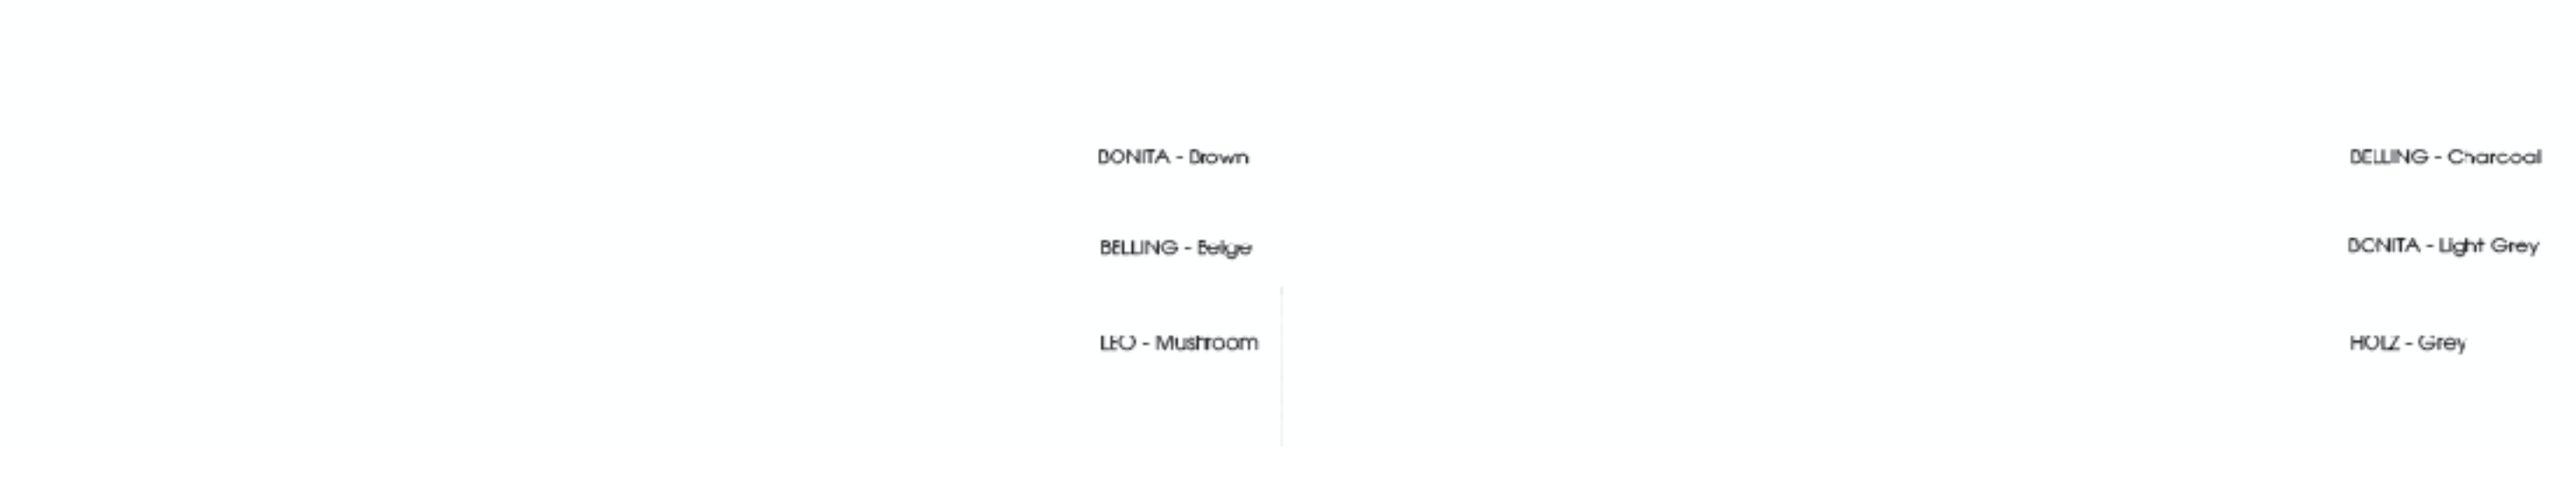 BONITA - Brown
BELLING - Beige
LEO - Mushroom
BELLING - Charcoal
BONITA - Light Grey
HOLZ - Grey